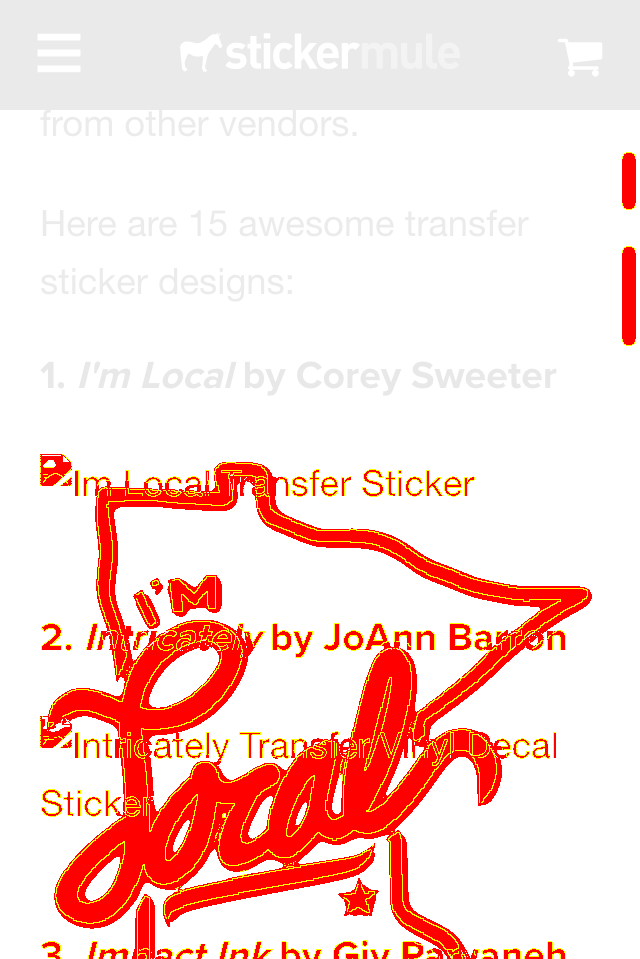 stickermule
from other vendors.
Here are 15 awesome transfer
sticker designs:
1. I'm Local by Corey Sweeter
Im Local Transfer Sticker
I'M
2. Intricately by JoAnn Barron
Local
Intricately Transfer Vinyl Decal
Sticker
3. Impact Ink by Giv Parvaneh